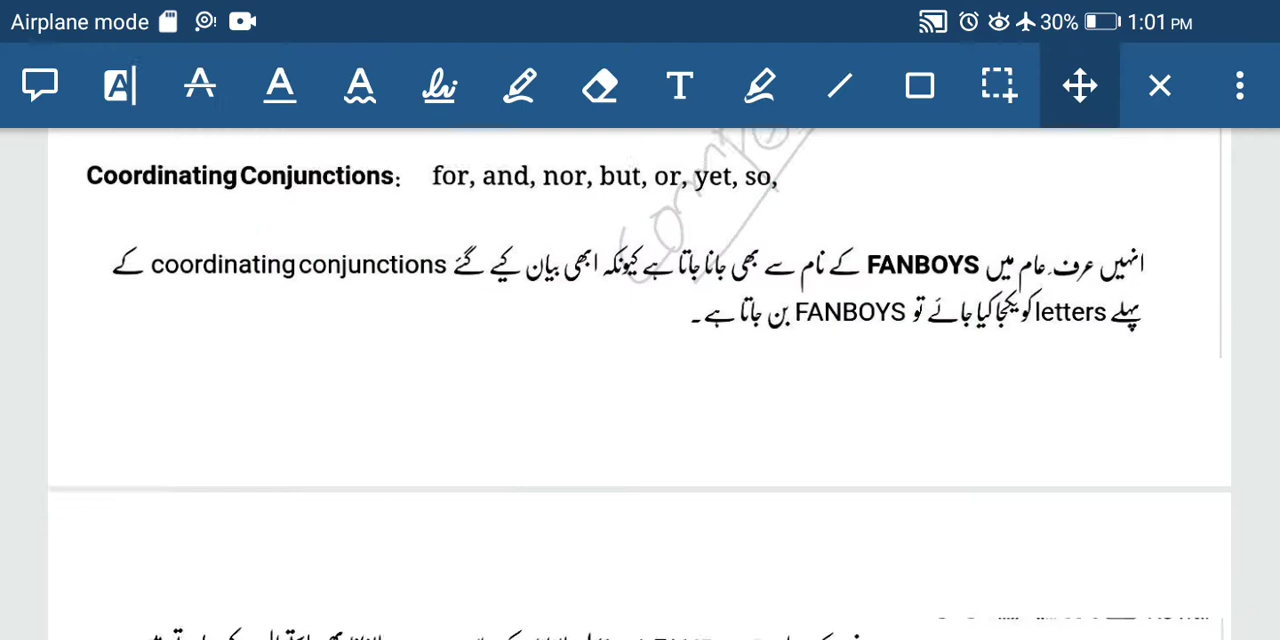 Airplane mode 30% 1:01 PM
Coordinating Conjunctions: for, and, nor, but, or, yet, so,
انہیں عرف ِ عام میں FANBOYS کے نام سے بھی جانا جاتا ہے کیونکہ ابھی بیان کیے گئے coordinating conjunctions کے
پہلے letters کو یکجا کیا جائے تو FANBOYS بن جاتا ہے۔